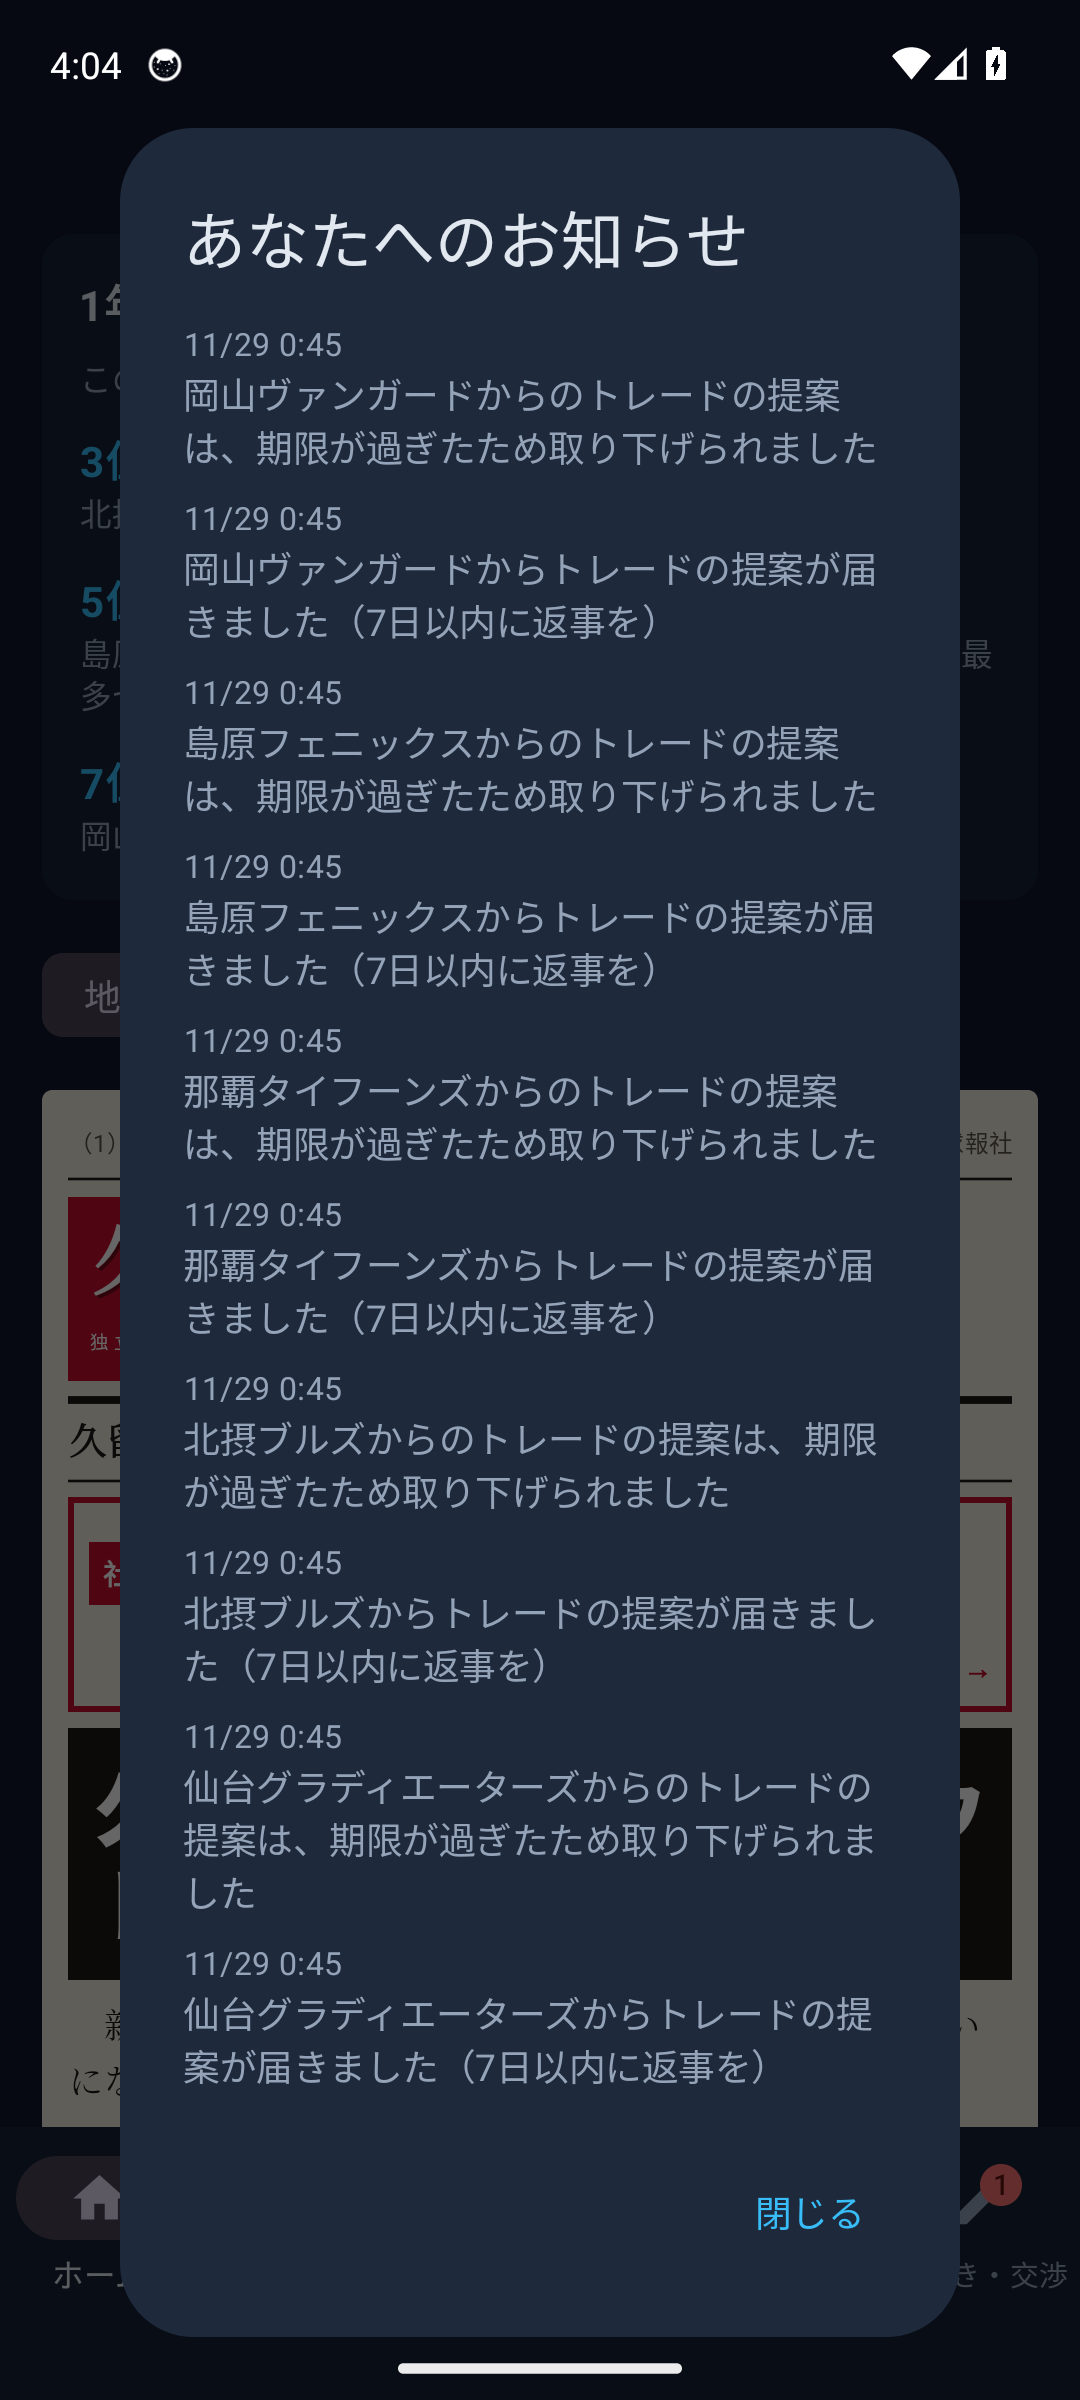 4:04
あなたへのお知らせ
11/29 0:45
岡山ヴァンガードからのトレードの提案
は、期限が過ぎたため取り下げられました
11/29 0:45
岡山ヴァンガードからトレードの提案が届
きました（7日以内に返事を）
11/29 0:45
島原フェニックスからのトレードの提案
は、期限が過ぎたため取り下げられました
11/29 0:45
島原フェニックスからトレードの提案が届
きました（7日以内に返事を）
11/29 0:45
那覇タイフーンズからのトレードの提案
は、期限が過ぎたため取り下げられました
11/29 0:45
那覇タイフーンズからトレードの提案が届
きました（7日以内に返事を）
11/29 0:45
北摂ブルズからのトレードの提案は、期限
が過ぎたため取り下げられました
11/29 0:45
北摂ブルズからトレードの提案が届きまし
た（7日以内に返事を）
11/29 0:45
仙台グラディエーターズからのトレードの
提案は、期限が過ぎたため取り下げられま
した
11/29 0:45
仙台グラディエーターズからトレードの提
案が届きました（7日以内に返事を）
閉じる
1
3
5
島
最
多
7
地
（1）
報社
独
久
→
い
にな
ホー
き・交渉